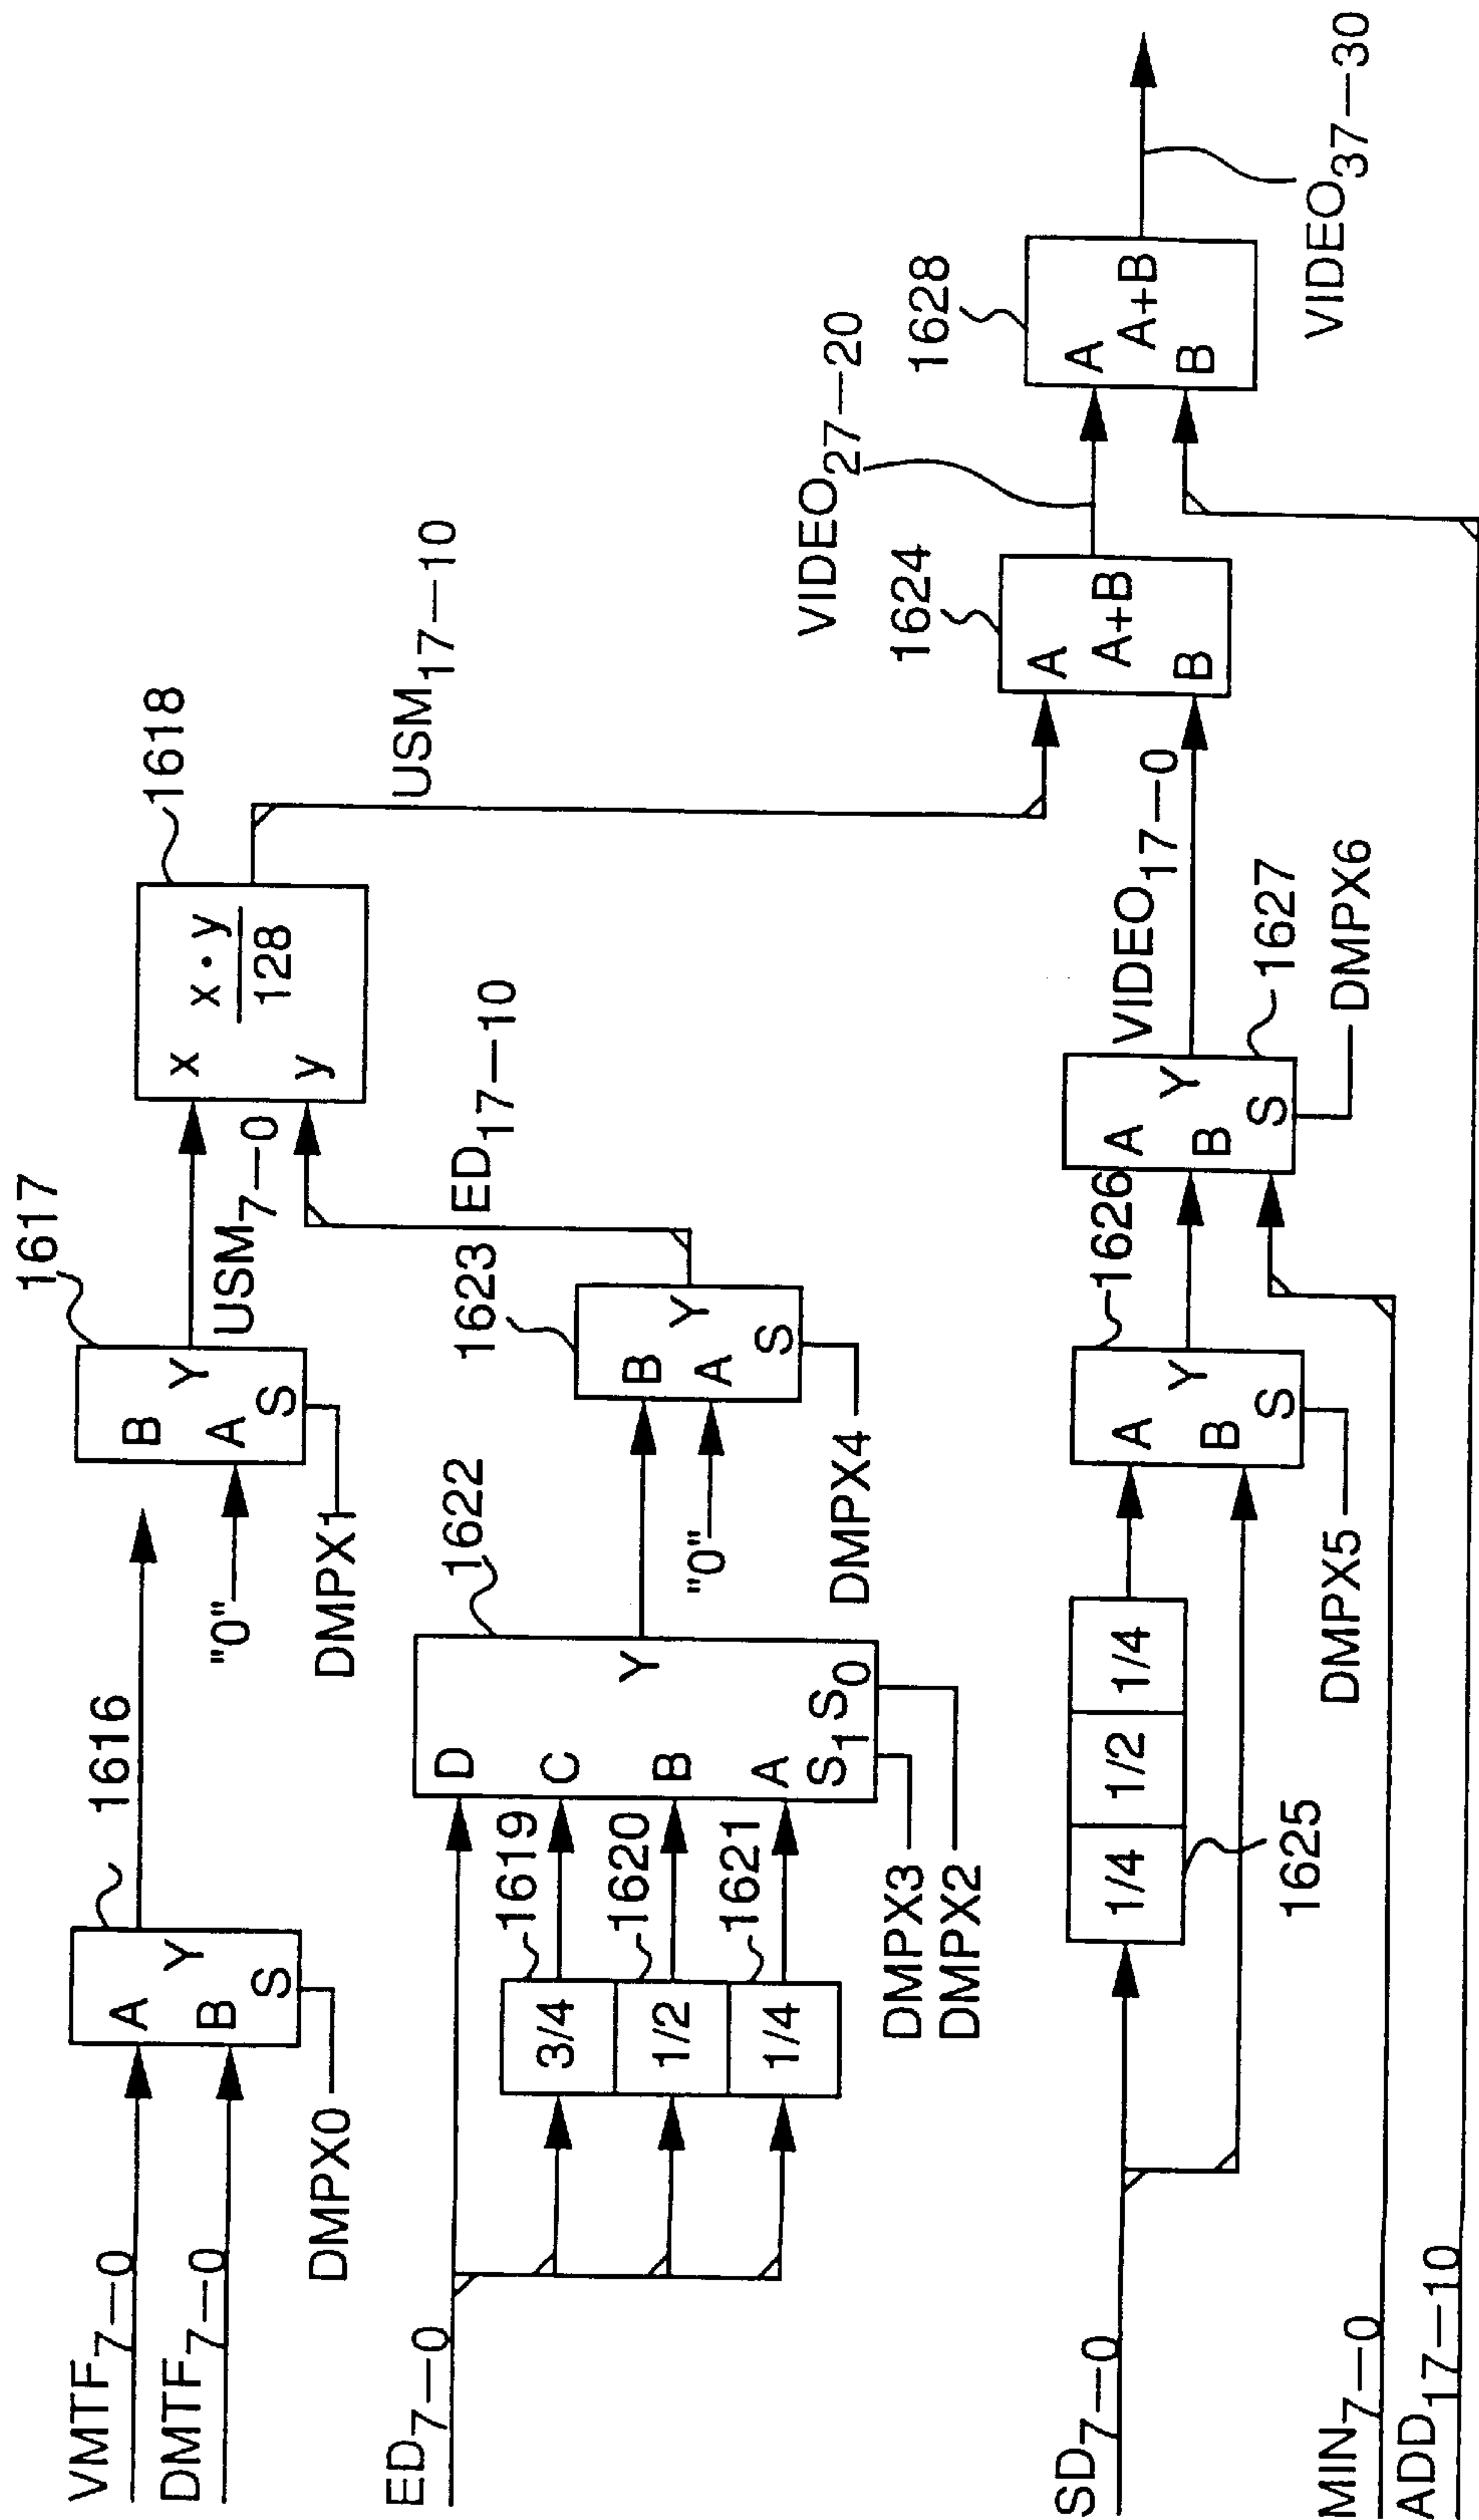 VMTF7—0
DMTF7—0
A
B
Y
S
1616
DMPX0
"0"
B
A
Y
S
1617
DMPX1
USM7—0
x
y
x·y
128
1618
USM17—10
ED7—0
3/4
1/2
1/4
1619
1620
1621
D
C
B
A
Y
S1
S0
1622
DMPX3
DMPX2
"0"
B
A
Y
S
1623
DMPX4
ED17—10
SD7—0
1/4
1/2
1/4
1625
A
B
Y
S
1626
DMPX5
A
B
Y
S
1627
DMPX6
VIDEO17—0
A
A+B
B
1624
VIDEO27—20
A
A+B
B
1628
VIDEO37—30
MIN7—0
ADD17—10